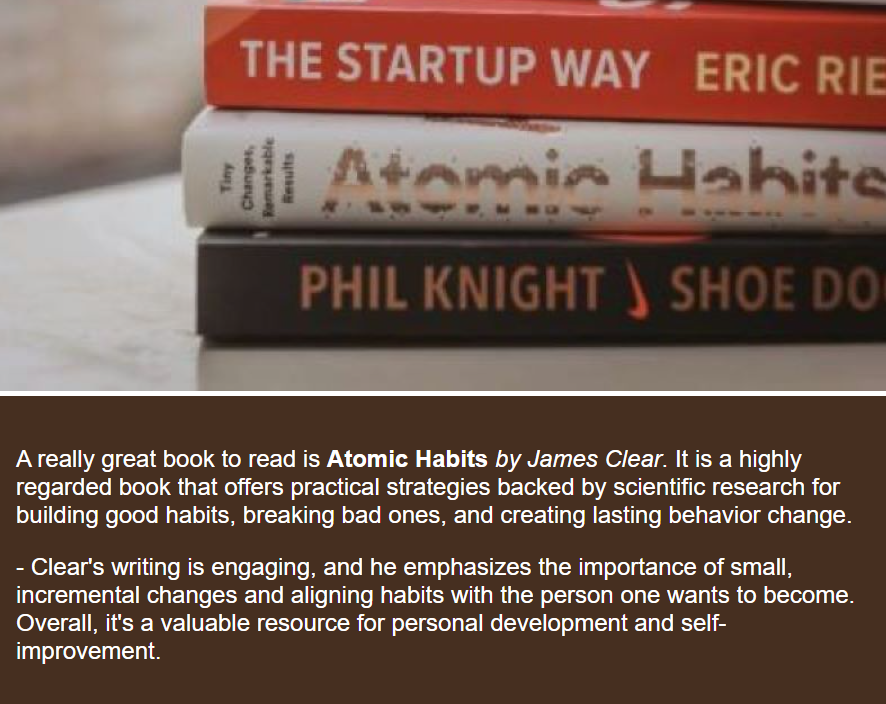 THE STARTUP WAY ERIC RIE
Tiny
Changes,
Remarkable
Results
Atomic Habits
PHIL KNIGHT SHOE DO
A really great book to read is Atomic Habits by James Clear. It is a highly
regarded book that offers practical strategies backed by scientific research for
building good habits, breaking bad ones, and creating lasting behavior change.
- Clear's writing is engaging, and he emphasizes the importance of small,
incremental changes and aligning habits with the person one wants to become.
Overall, it's a valuable resource for personal development and self-
improvement.